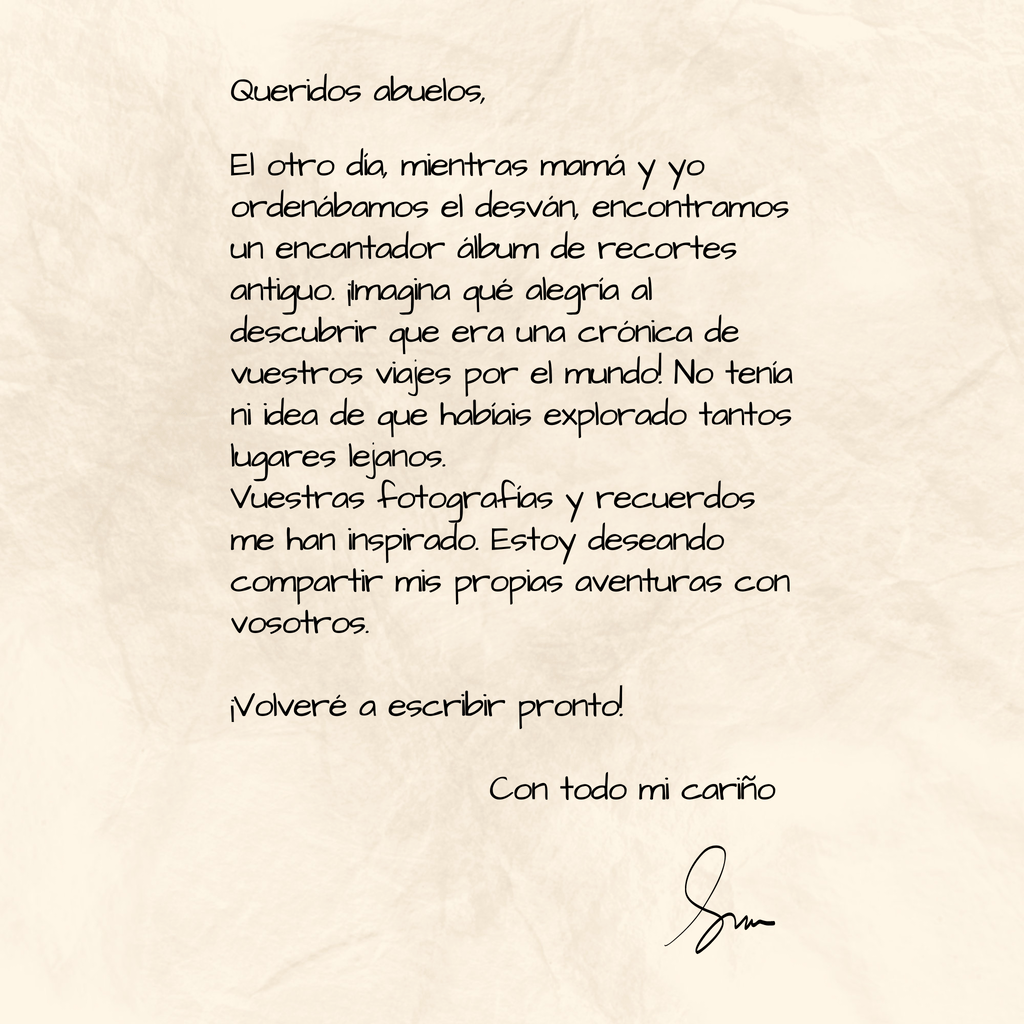 Queridos abuelos,
El otro día, mientras mamá y yo
ordenábamos el desván, encontramos
un encantador álbum de recortes
antiguo. ¡Imagina qué alegría al
descubrir que era una crónica de
vuestros viajes por el mundo! No tenía
ni idea de que habíais explorado tantos
lugares lejanos.
Vuestras fotografías y recuerdos
me han inspirado. Estoy deseando
compartir mis propias aventuras con
vosotros.
¡Volveré a escribir pronto!
Con todo mi cariño